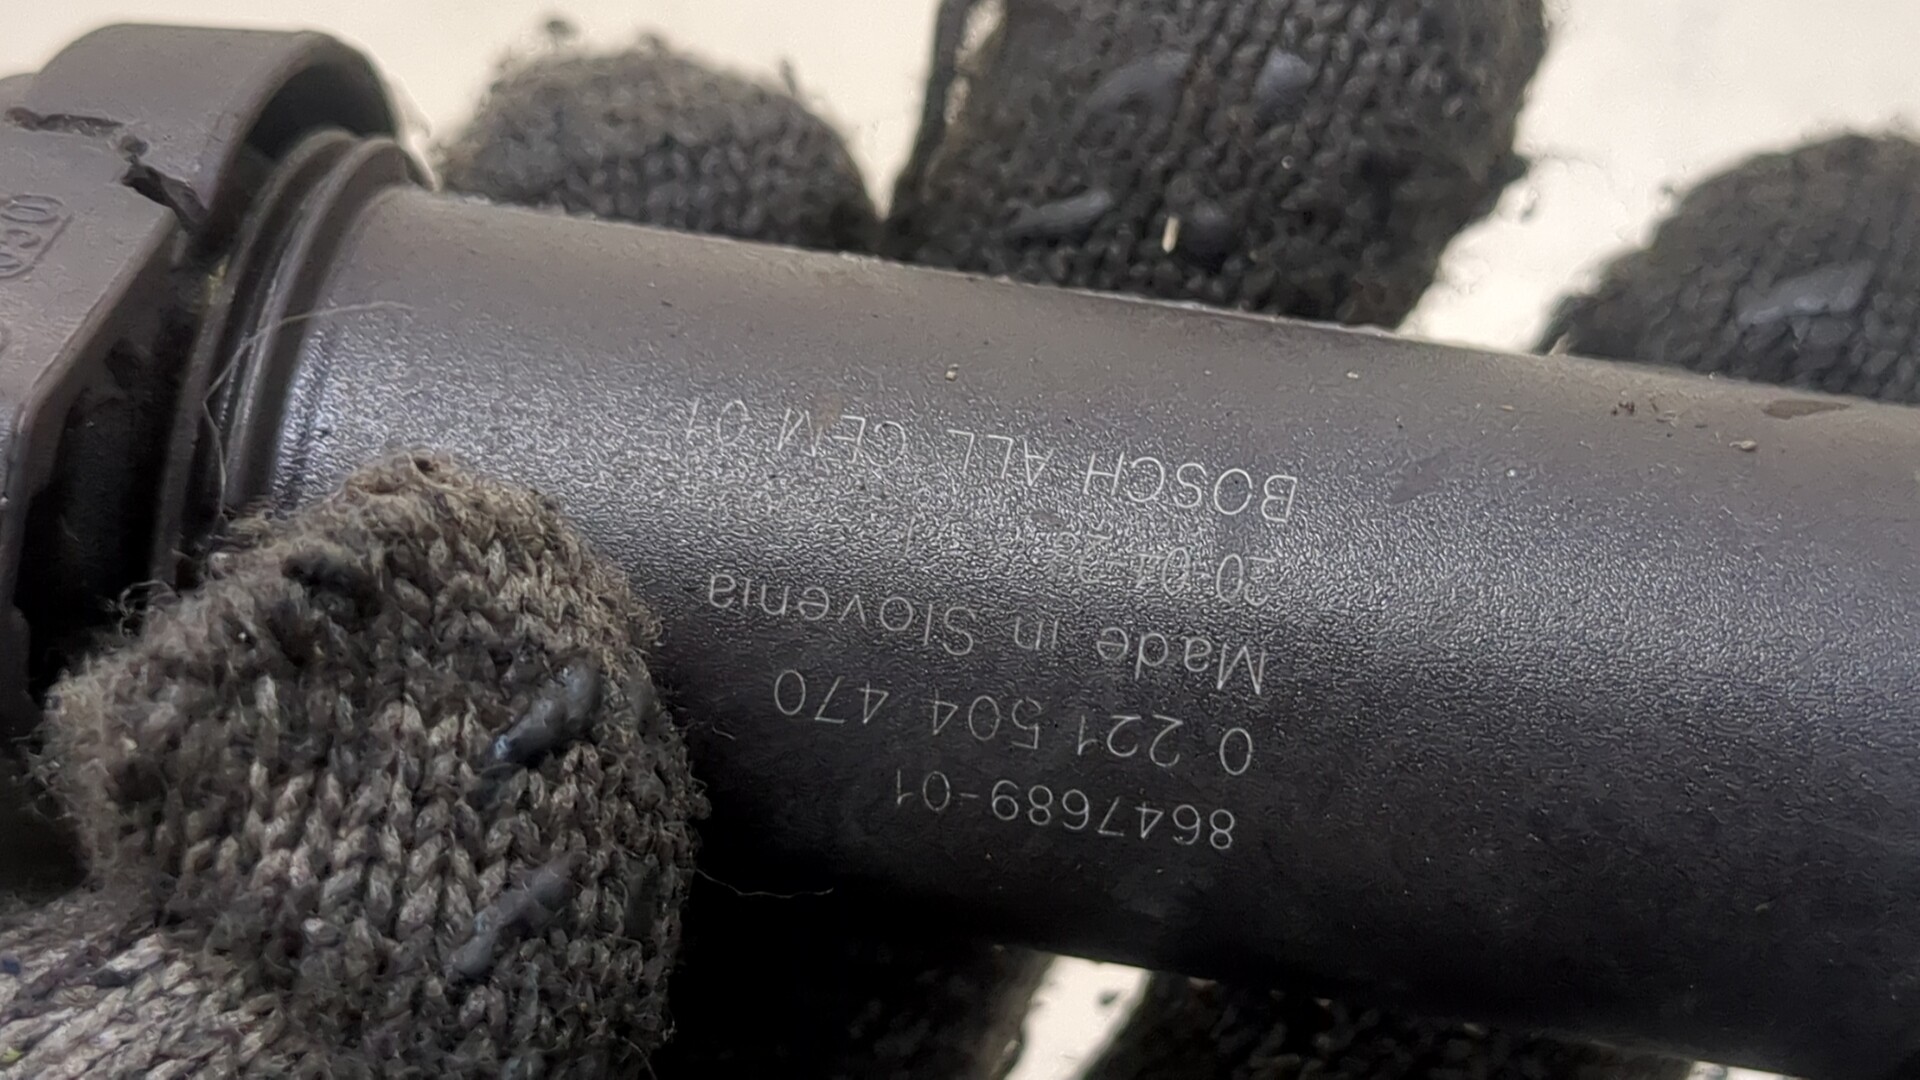 8647689-01
0 221 504 470
Made in Slovenia
BOSCH ALL CEM 01